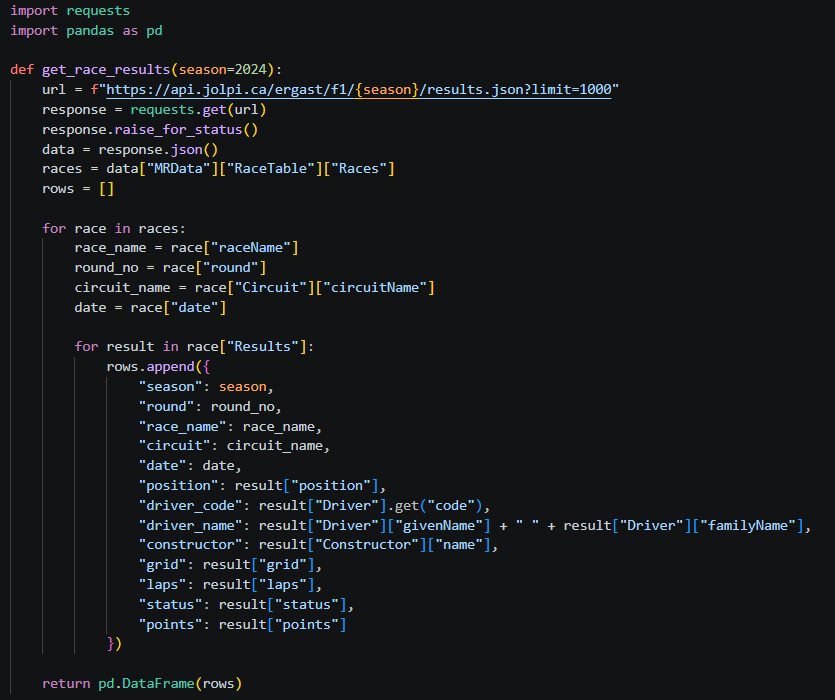 import requests
import pandas as pd

def get_race_results(season=2024):
    url = f"https://api.jolpi.ca/ergast/f1/{season}/results.json?limit=1000"
    response = requests.get(url)
    response.raise_for_status()
    data = response.json()
    races = data["MRData"]["RaceTable"]["Races"]
    rows = []

    for race in races:
        race_name = race["raceName"]
        round_no = race["round"]
        circuit_name = race["Circuit"]["circuitName"]
        date = race["date"]

        for result in race["Results"]:
            rows.append({
                "season": season,
                "round": round_no,
                "race_name": race_name,
                "circuit": circuit_name,
                "date": date,
                "position": result["position"],
                "driver_code": result["Driver"].get("code"),
                "driver_name": result["Driver"]["givenName"] + " " + result["Driver"]["familyName"],
                "constructor": result["Constructor"]["name"],
                "grid": result["grid"],
                "laps": result["laps"],
                "status": result["status"],
                "points": result["points"]
            })

    return pd.DataFrame(rows)